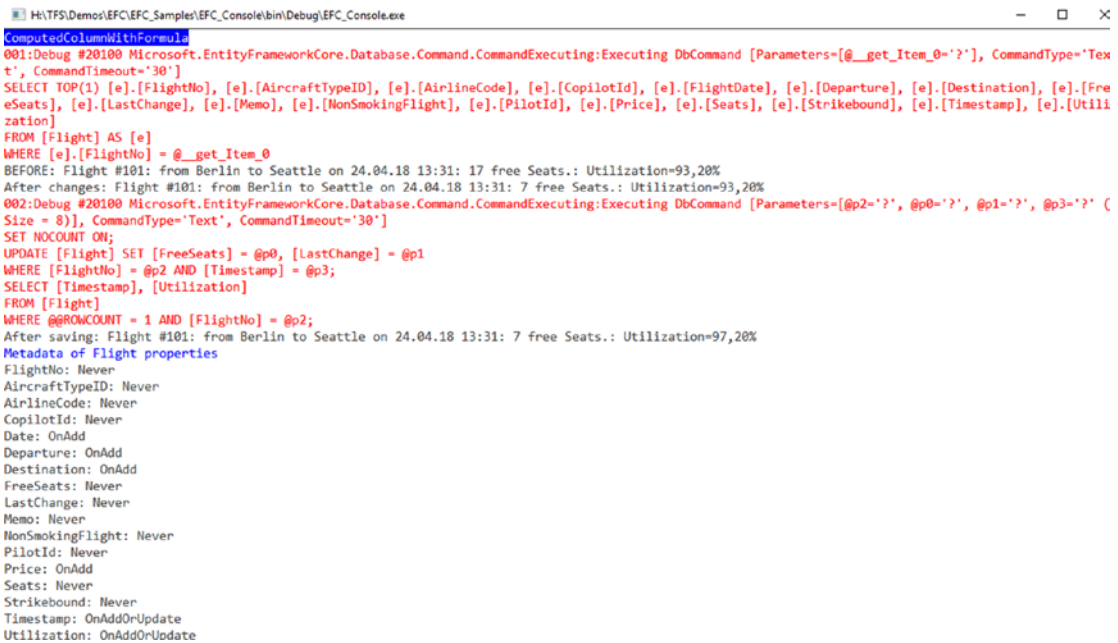 H:\TFS\Demos\EFC\EFC_Samples\EFC_Console\bin\Debug\EFC_Console.exe
ComputedColumnWithFormula
001:Debug #20100 Microsoft.EntityFrameworkCore.Database.Command.CommandExecuting:Executing DbCommand [Parameters=[@__get_Item_0='?'], CommandType='Tex
t', CommandTimeout='30']
SELECT TOP(1) [e].[FlightNo], [e].[AircraftTypeID], [e].[AirlineCode], [e].[CopilotId], [e].[FlightDate], [e].[Departure], [e].[Destination], [e].[Fre
eSeats], [e].[LastChange], [e].[Memo], [e].[NonSmokingFlight], [e].[PilotId], [e].[Price], [e].[Seats], [e].[Strikebound], [e].[Timestamp], [e].[Utili
zation]
FROM [Flight] AS [e]
WHERE [e].[FlightNo] = @__get_Item_0
BEFORE: Flight #101: from Berlin to Seattle on 24.04.18 13:31: 17 free Seats.: Utilization=93,20%
After changes: Flight #101: from Berlin to Seattle on 24.04.18 13:31: 7 free Seats.: Utilization=93,20%
002:Debug #20100 Microsoft.EntityFrameworkCore.Database.Command.CommandExecuting:Executing DbCommand [Parameters=[@p2='?', @p0='?', @p1='?', @p3='?' (
Size = 8)], CommandType='Text', CommandTimeout='30']
SET NOCOUNT ON;
UPDATE [Flight] SET [FreeSeats] = @p0, [LastChange] = @p1
WHERE [FlightNo] = @p2 AND [Timestamp] = @p3;
SELECT [Timestamp], [Utilization]
FROM [Flight]
WHERE @@ROWCOUNT = 1 AND [FlightNo] = @p2;
After saving: Flight #101: from Berlin to Seattle on 24.04.18 13:31: 7 free Seats.: Utilization=97,20%
Metadata of Flight properties
FlightNo: Never
AircraftTypeID: Never
AirlineCode: Never
CopilotId: Never
Date: OnAdd
Departure: OnAdd
Destination: OnAdd
FreeSeats: Never
LastChange: Never
Memo: Never
NonSmokingFlight: Never
PilotId: Never
Price: OnAdd
Seats: Never
Strikebound: Never
Timestamp: OnAddOrUpdate
Utilization: OnAddOrUpdate